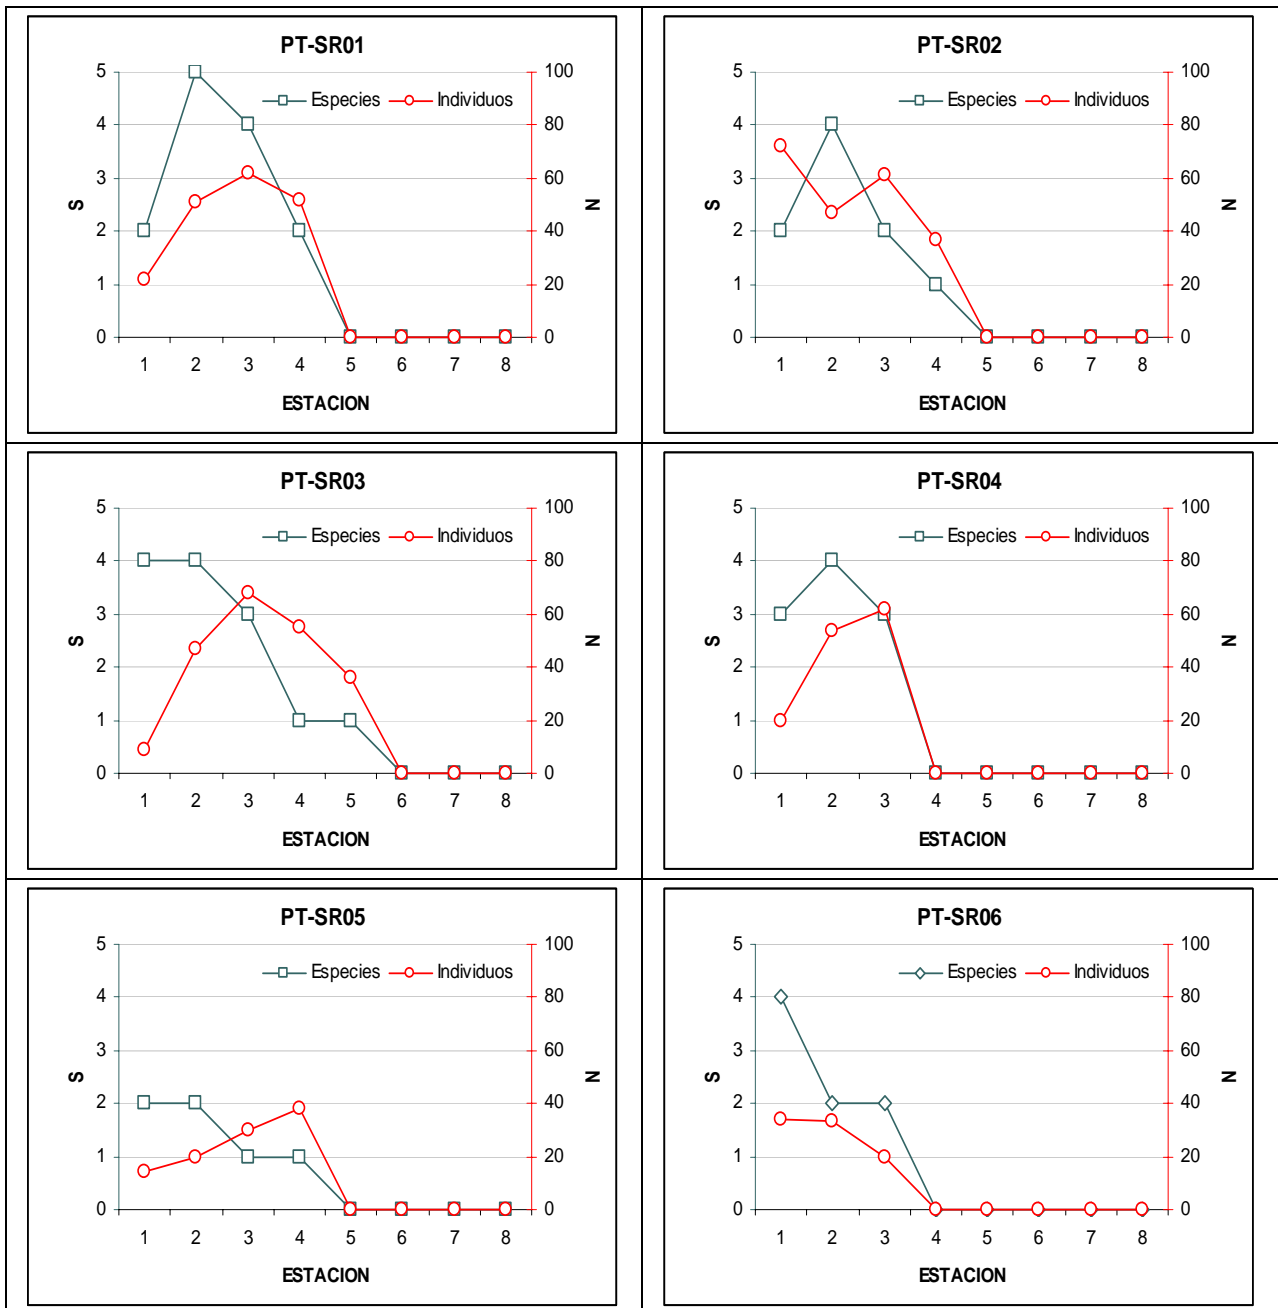 PT-SR01
5 100
Especies Individuos
4 80
3 60
S N
2 40
1 20
0 0
1 2 3 4 5 6 7 8
ESTACION
PT-SR02
5 100
Especies Individuos
4 80
3 60
S N
2 40
1 20
0 0
1 2 3 4 5 6 7 8
ESTACION
PT-SR03
5 100
Especies Individuos
4 80
3 60
S N
2 40
1 20
0 0
1 2 3 4 5 6 7 8
ESTACION
PT-SR04
5 100
Especies Individuos
4 80
3 60
S N
2 40
1 20
0 0
1 2 3 4 5 6 7 8
ESTACION
PT-SR05
5 100
Especies Individuos
4 80
3 60
S N
2 40
1 20
0 0
1 2 3 4 5 6 7 8
ESTACION
PT-SR06
5 100
Especies Individuos
4 80
3 60
S N
2 40
1 20
0 0
1 2 3 4 5 6 7 8
ESTACION